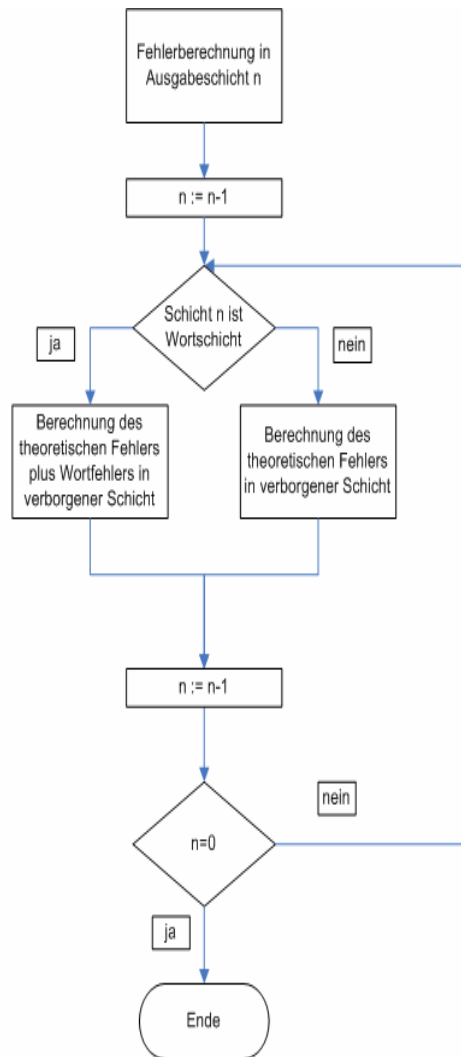 Fehlerberechnung in
Ausgabeschicht n
n := n-1
Schicht n ist
Wortschicht
ja
nein
Berechnung des
theoretischen Fehlers
plus Wortfehlers in
verborgener Schicht
Berechnung des
theoretischen Fehlers
in verborgener Schicht
n := n-1
nein
n=0
ja
Ende